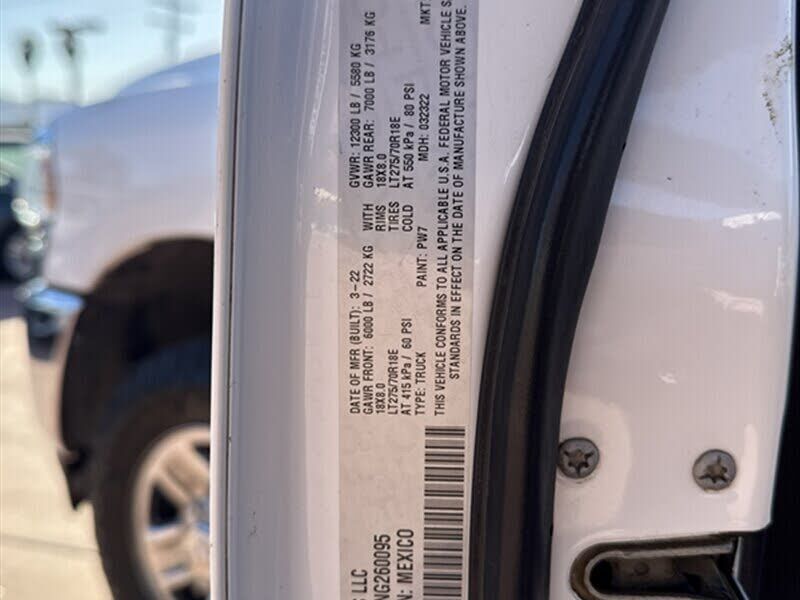 S LLC
NG260095
N: MEXICO
DATE OF MFR (BUILT): 3-22 GVWR: 12300 LB / 5580 KG
GAWR FRONT: 6000 LB / 2722 KG WITH GAWR REAR: 7000 LB / 3176 KG
18X8.0 RIMS 18X8.0
LT275/70R18E TIRES LT275/70R18E
AT 415 kPa / 60 PSI COLD AT 550 kPa / 80 PSI
TYPE: TRUCK PAINT: PW7 MDH: 032322 MKT:
THIS VEHICLE CONFORMS TO ALL APPLICABLE U.S.A. FEDERAL MOTOR VEHICLE S
STANDARDS IN EFFECT ON THE DATE OF MANUFACTURE SHOWN ABOVE.